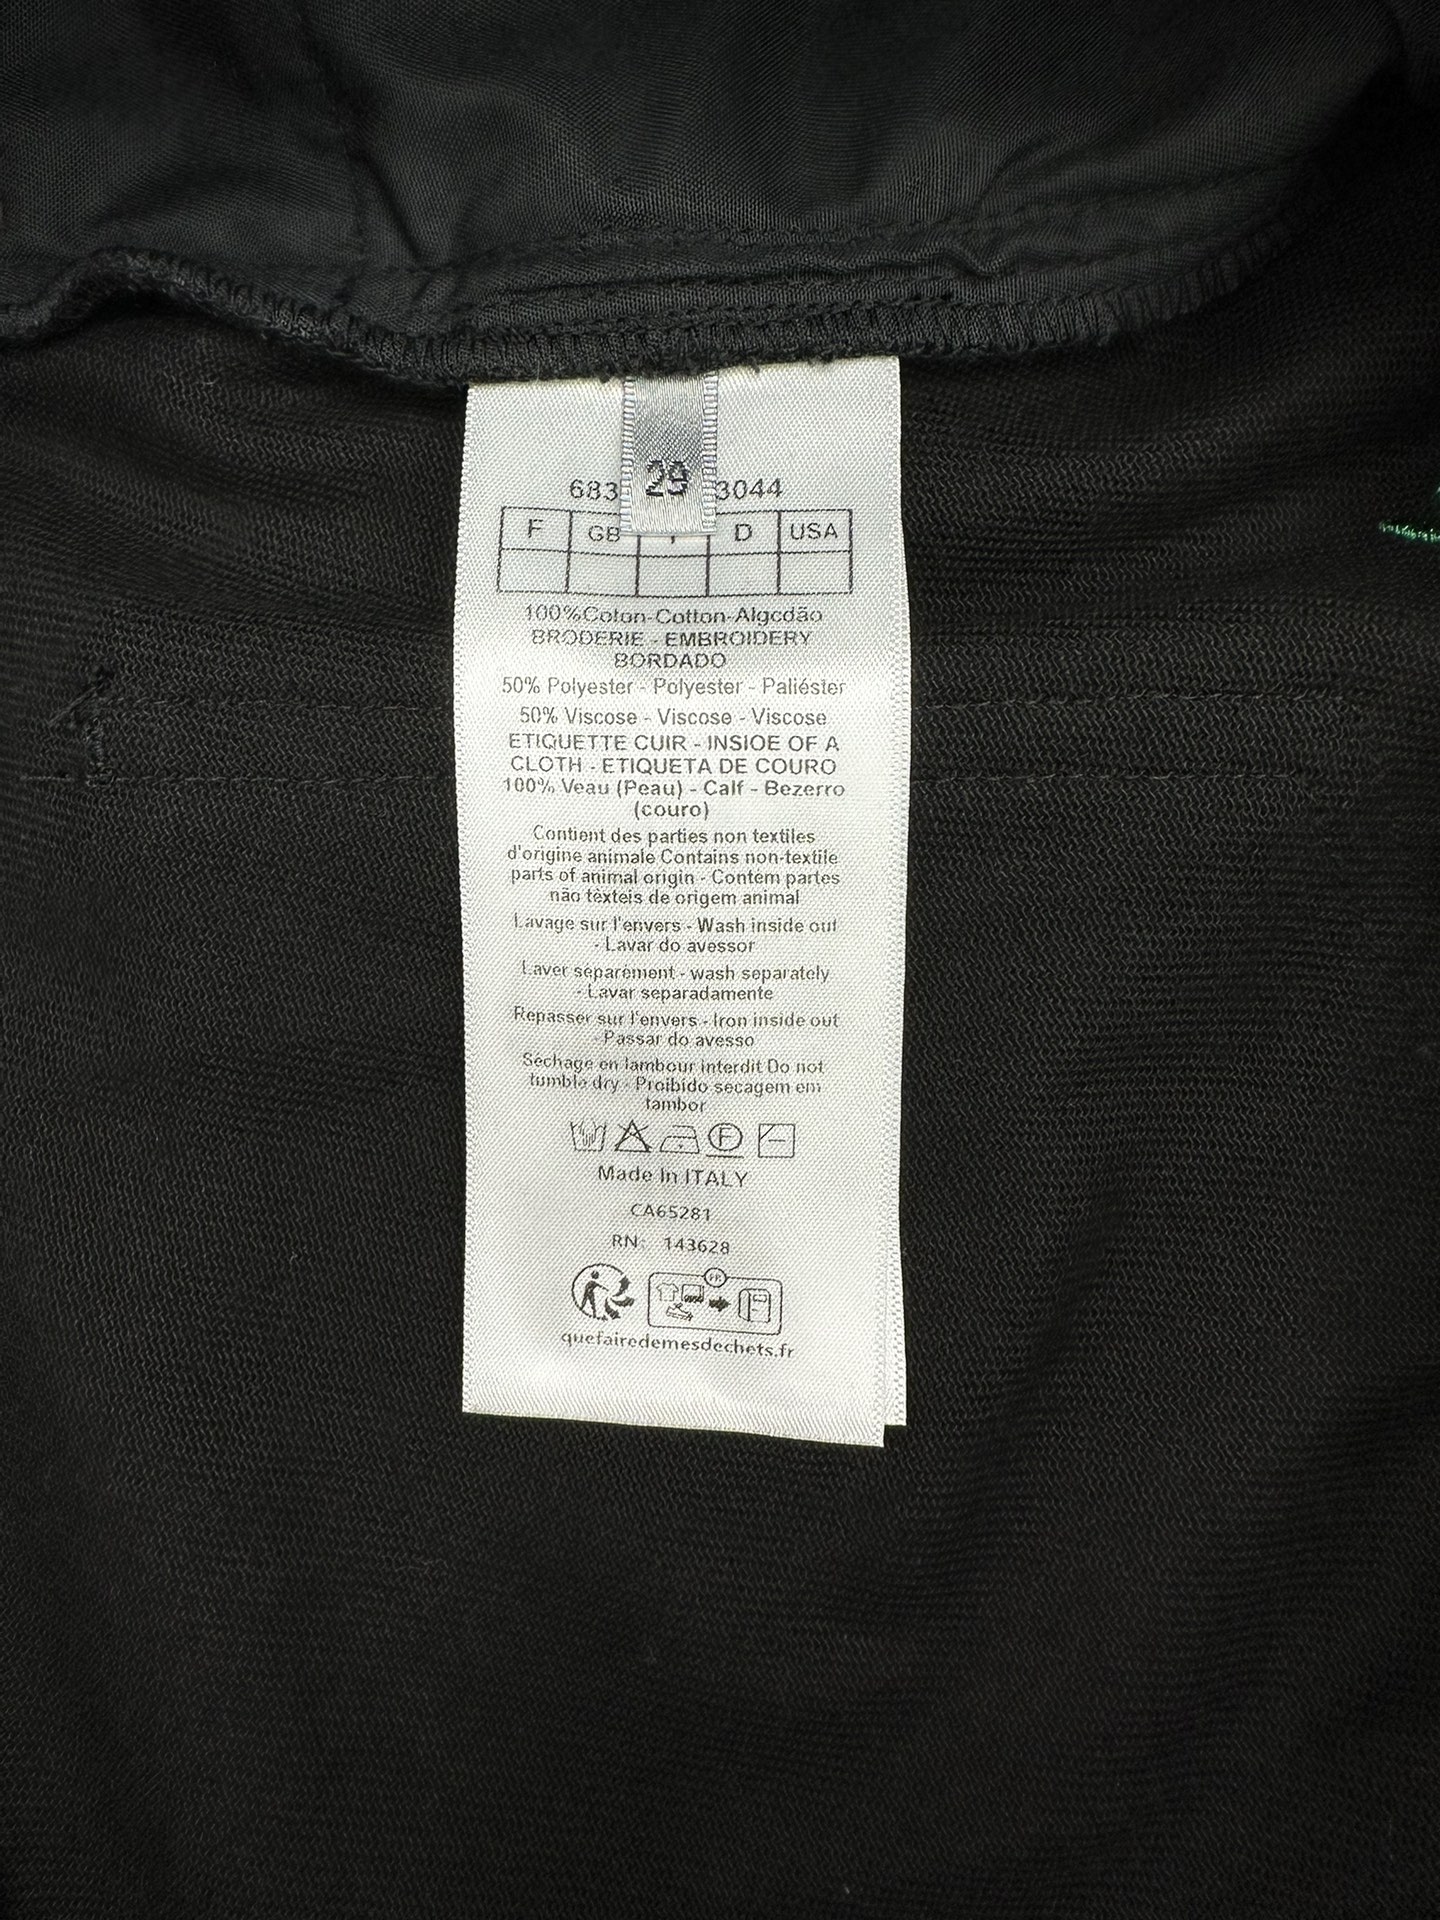 29
683 3044
F GB D USA
100%Coton-Cotton-Algcdão
BRODERIE - EMBROIDERY
BORDADO
50% Polyester - Polyester - Paliéster
50% Viscose - Viscose - Viscose
ETIQUETTE CUIR - INSIOE OF A
CLOTH - ETIQUETA DE COURO
100% Veau (Peau) - Calf - Bezerro
(couro)
Contient des parties non textiles
d'origine animale Contains non-textile
parts of animal origin - Contém partes
não tèxteis de origem animal
Lavage sur l'envers - Wash inside out
- Lavar do avessor
Laver séparément - wash separately
- Lavar separadamente
Repasser sur l'envers - Iron inside out
- Passar do avesso
Séchage en lambour interdit Do not
tumble dry - Proibido secagem em
tambor
F
Made In ITALY
CA65281
RN: 143628
FR
quefairedemesdechets.fr